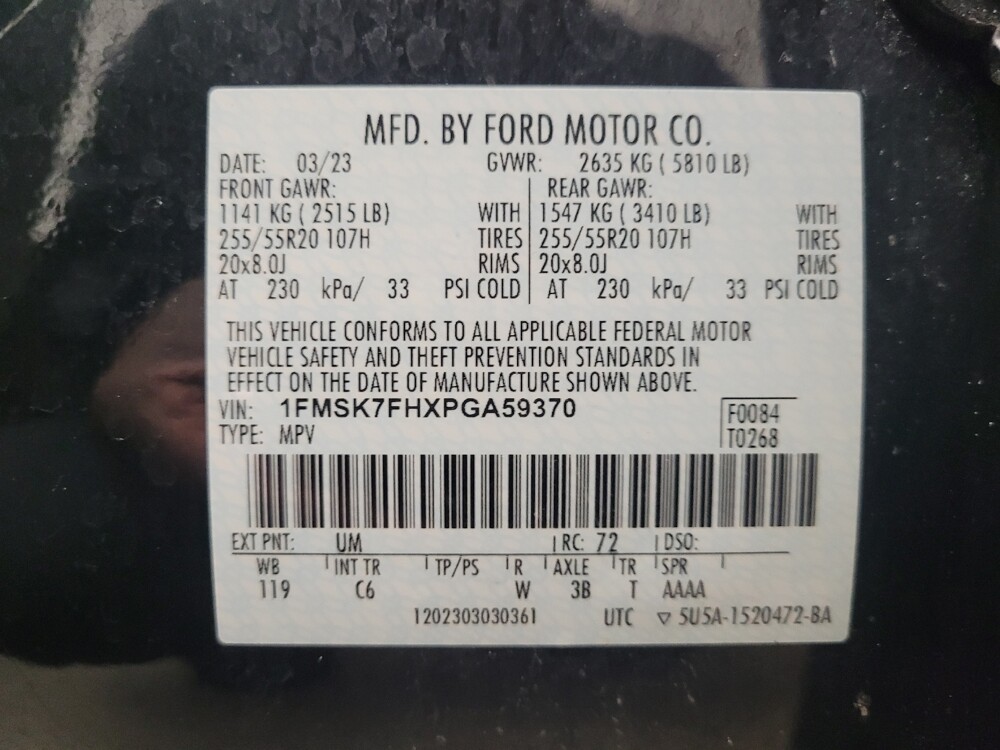 MFD. BY FORD MOTOR CO.
DATE: 03/23 GVWR: 2635 KG ( 5810 LB)
FRONT GAWR: REAR GAWR:
1141 KG ( 2515 LB) WITH 1547 KG ( 3410 LB) WITH
255/55R20 107H TIRES 255/55R20 107H TIRES
20x8.0J RIMS 20x8.0J RIMS
AT 230 kPa/ 33 PSI COLD AT 230 kPa/ 33 PSI COLD
THIS VEHICLE CONFORMS TO ALL APPLICABLE FEDERAL MOTOR
VEHICLE SAFETY AND THEFT PREVENTION STANDARDS IN
EFFECT ON THE DATE OF MANUFACTURE SHOWN ABOVE.
VIN: 1FMSK7FHXPGA59370 F0084
TYPE: MPV T0268
EXT PNT: UM RC: 72 DSO:
WB INT TR TP/PS R AXLE TR SPR
119 C6 W 3B T AAAA
1202303030361 UTC ▽ 5U5A-1520472-BA